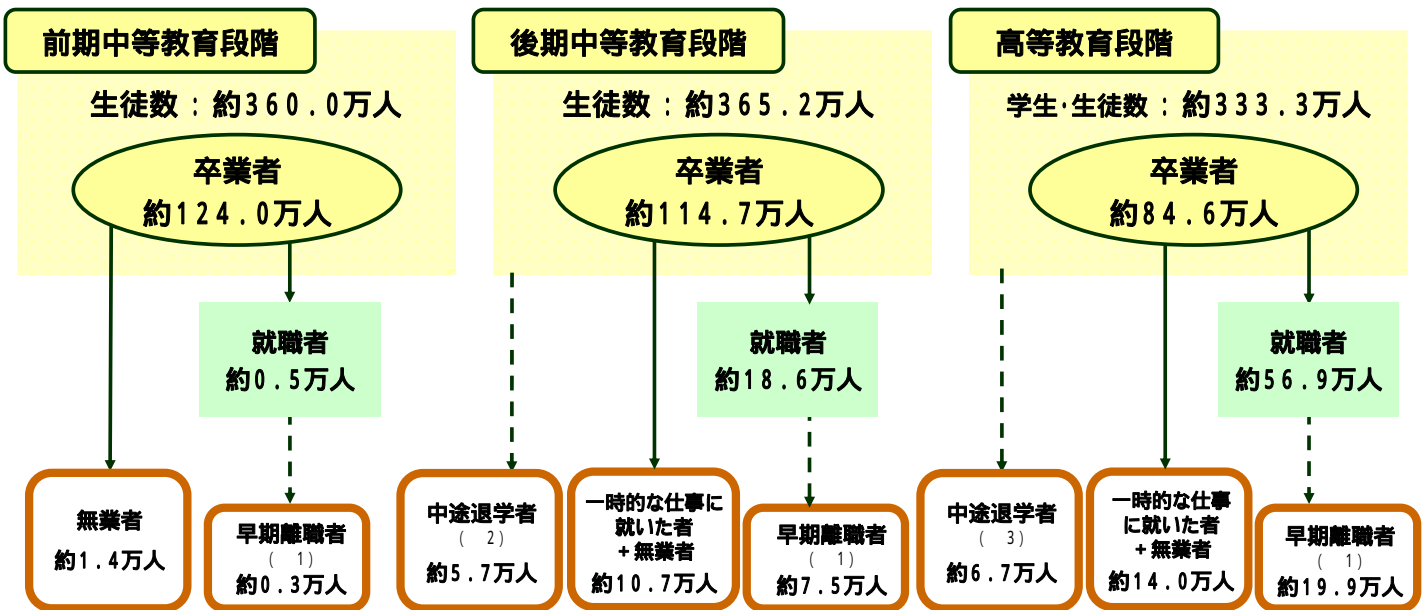 前期中等教育段階
生徒数：約360.0万人
卒業者
約124.0万人
就職者
約0.5万人
無業者
約1.4万人
早期離職者
（　1）
約0.3万人
後期中等教育段階
生徒数：約365.2万人
卒業者
約114.7万人
就職者
約18.6万人
中途退学者
（　2）
約5.7万人
一時的な仕事に
就いた者
+無業者
約10.7万人
早期離職者
（　1）
約7.5万人
高等教育段階
学生・生徒数：約333.3万人
卒業者
約84.6万人
就職者
約56.9万人
中途退学者
（　3）
約6.7万人
一時的な仕事
に就いた者
+無業者
約14.0万人
早期離職者
（　1）
約19.9万人